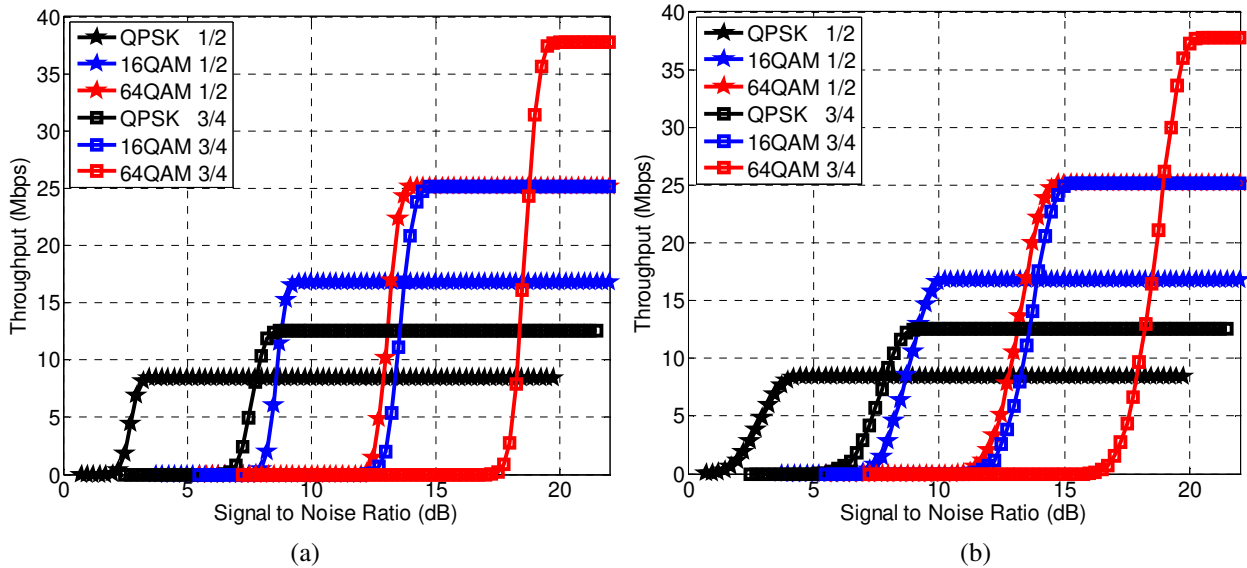 40
35
30
25
20
15
10
5
0
Throughput (Mbps)
QPSK 1/2
16QAM 1/2
64QAM 1/2
QPSK 3/4
16QAM 3/4
64QAM 3/4
0 5 10 15 20
Signal to Noise Ratio (dB)
(a)
40
35
30
25
20
15
10
5
0
Throughput (Mbps)
QPSK 1/2
16QAM 1/2
64QAM 1/2
QPSK 3/4
16QAM 3/4
64QAM 3/4
0 5 10 15 20
Signal to Noise Ratio (dB)
(b)